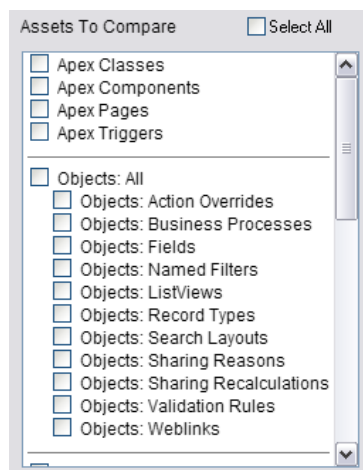 Assets To Compare Select All
Apex Classes
Apex Components
Apex Pages
Apex Triggers
Objects: All
Objects: Action Overrides
Objects: Business Processes
Objects: Fields
Objects: Named Filters
Objects: ListViews
Objects: Record Types
Objects: Search Layouts
Objects: Sharing Reasons
Objects: Sharing Recalculations
Objects: Validation Rules
Objects: Weblinks